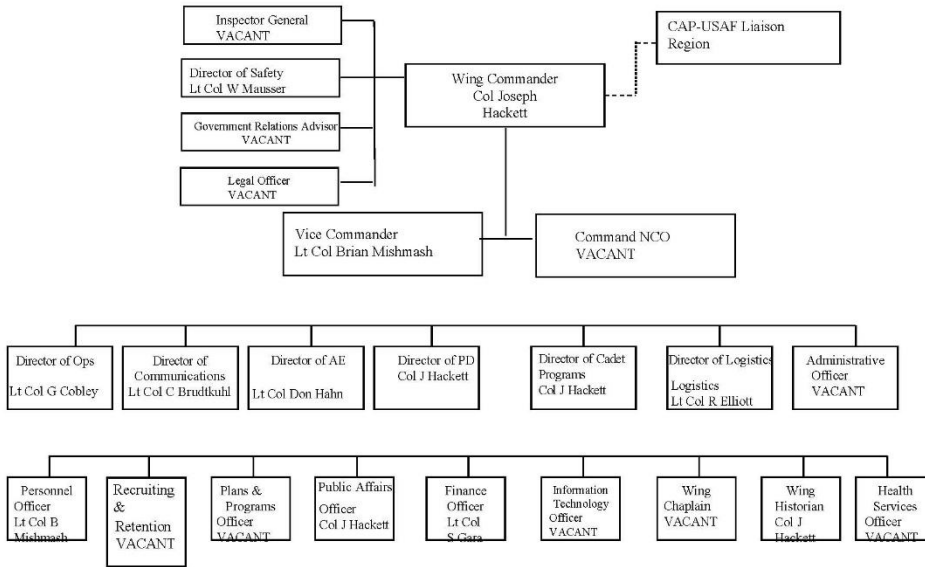 Inspector General
VACANT
CAP-USAF Liaison
Region
Director of Safety
Lt Col W Mausser
Wing Commander
Col Joseph
Hackett
Government Relations Advisor
VACANT
Legal Officer
VACANT
Vice Commander
Lt Col Brian Mishmash
Command NCO
VACANT
Director of Ops
Lt Col G Cobley
Director of
Communications
Lt Col C Brudtkuhl
Director of AE
Lt Col Don Hahn
Director of PD
Col J Hackett
Director of Cadet
Programs
Col J Hackett
Director of Logistics
Logistics
Lt Col R Elliott
Administrative
Officer
VACANT
Personnel
Officer
Lt Col B
Mishmash
Recruiting
&
Retention
VACANT
Plans &
Programs
Officer
VACANT
Public Affairs
Officer
Col J Hackett
Finance
Officer
Lt Col
S Gara
Information
Technology
Officer
VACANT
Wing
Chaplain
VACANT
Wing
Historian
Col J
Hackett
Health
Services
Officer
VACANT